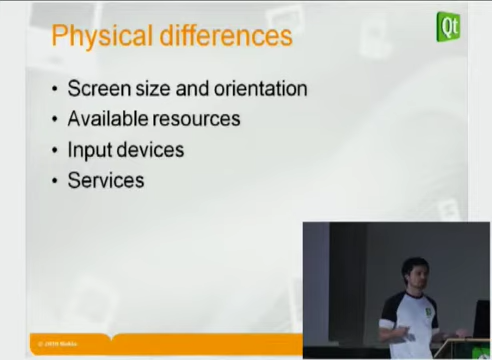 Physical differences
Qt
• Screen size and orientation
• Available resources
• Input devices
• Services